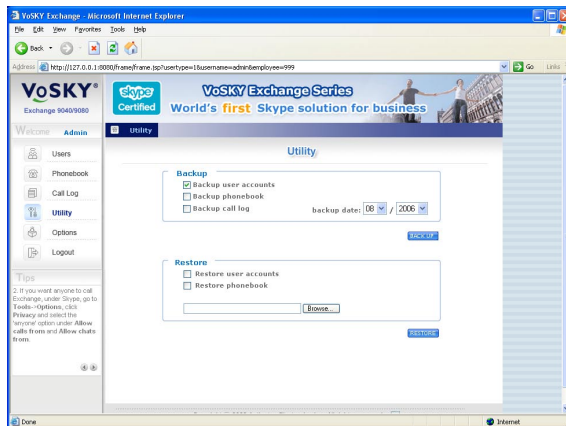 VoSKY Exchange - Microsoft Internet Explorer
File Edit View Favorites Tools Help
Back
Address http://127.0.0.1:8080/frame/frame.jsp?usertype=1&username=admin&employee=999 Go Links
VoSKY®
Exchange 9040/9080
skype
Certified
VoSKY Exchange Series
World's first Skype solution for business
Welcome Admin
Utility
Users
Phonebook
Call Log
Utility
Options
Logout
Utility
Backup
Backup user accounts
Backup phonebook
Backup call log backup date: 08 / 2006
BACK UP
Restore
Restore user accounts
Restore phonebook
Browse...
RESTORE
Tips
2. If you want anyone to call
Exchange, under Skype, go to
Tools->Options, click
Privacy and select the
'anyone' option under Allow
calls from and Allow chats
from.
Done Internet